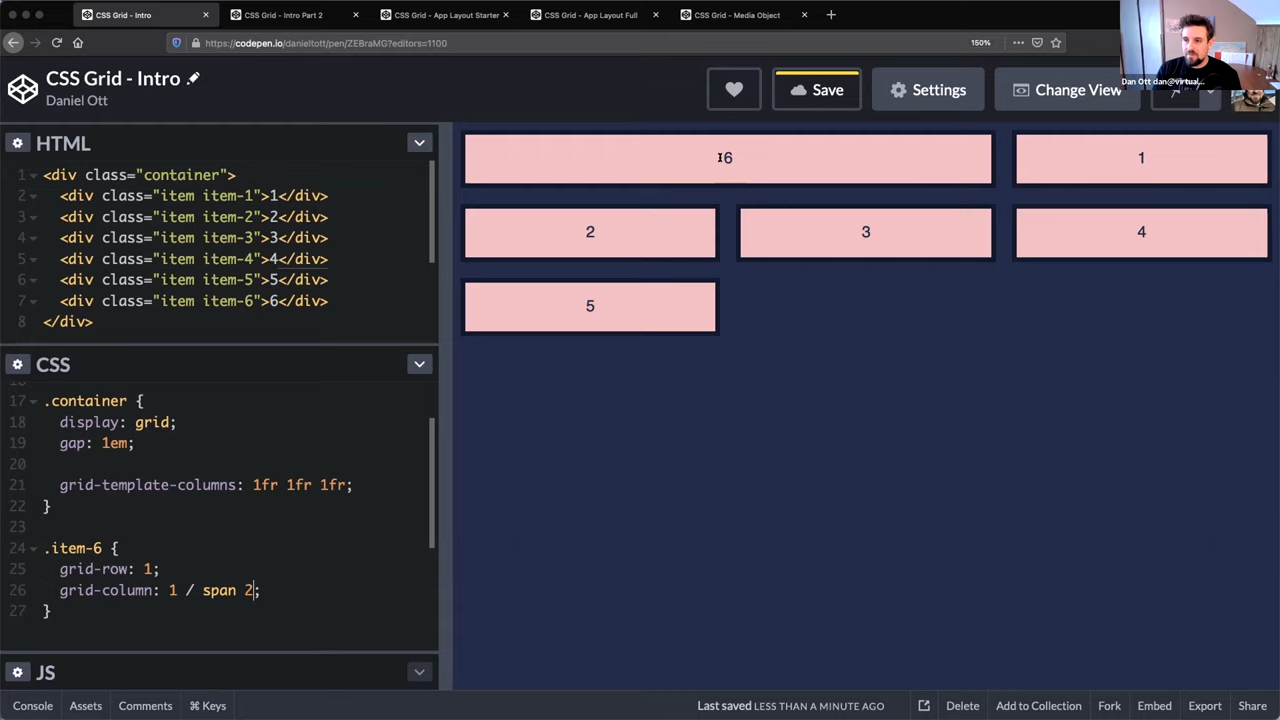 CSS Grid - Intro
CSS Grid - Intro Part 2
CSS Grid - App Layout Starter
CSS Grid - App Layout Full
CSS Grid - Media Object
https://codepen.io/danieltott/pen/ZEBraMG?editors=1100
150%
Dan Ott dan@virtual...
CSS Grid - Intro
Daniel Ott
Save
Settings
Change View
HTML
1 <div class="container">
2 <div class="item item-1">1</div>
3 <div class="item item-2">2</div>
4 <div class="item item-3">3</div>
5 <div class="item item-4">4</div>
6 <div class="item item-5">5</div>
7 <div class="item item-6">6</div>
8 </div>
CSS
17 .container {
18 display: grid;
19 gap: 1em;
20
21 grid-template-columns: 1fr 1fr 1fr;
22 }
23
24 .item-6 {
25 grid-row: 1;
26 grid-column: 1 / span 2;
27 }
JS
6
1
2
3
4
5
Console
Assets
Comments
⌘ Keys
Last saved LESS THAN A MINUTE AGO
Delete
Add to Collection
Fork
Embed
Export
Share